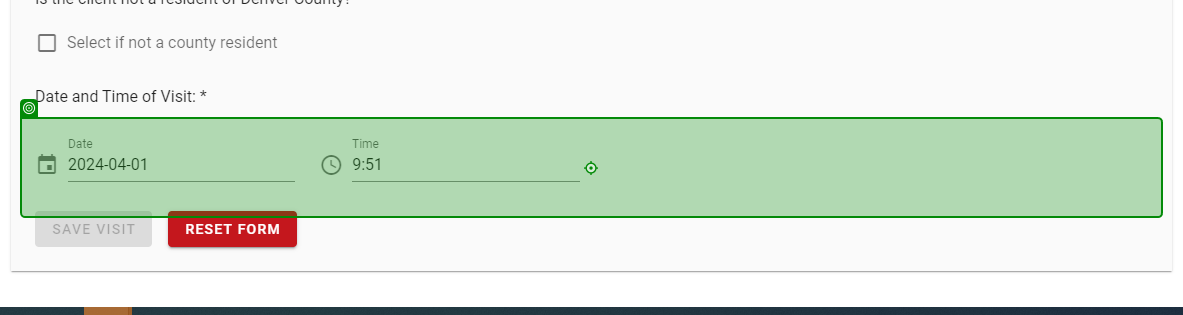 Is the client not a resident of Denver County?
Select if not a county resident
Date and Time of Visit: *
Date
Time
2024-04-01
9:51
SAVE VISIT
RESET FORM